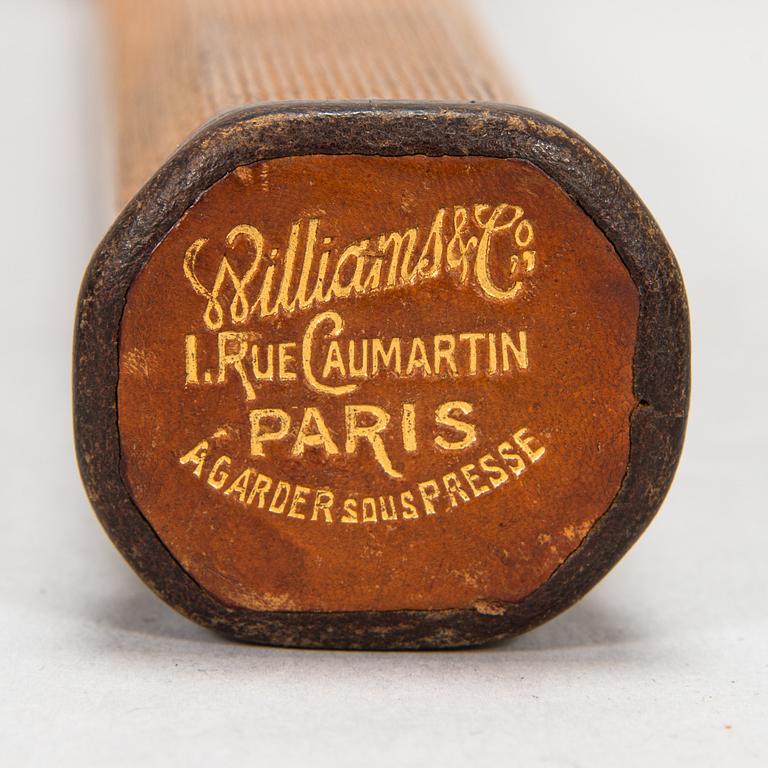 Williams & Co
1. RUE CAUMARTIN
PARIS
A GARDER SOUS PRESSE